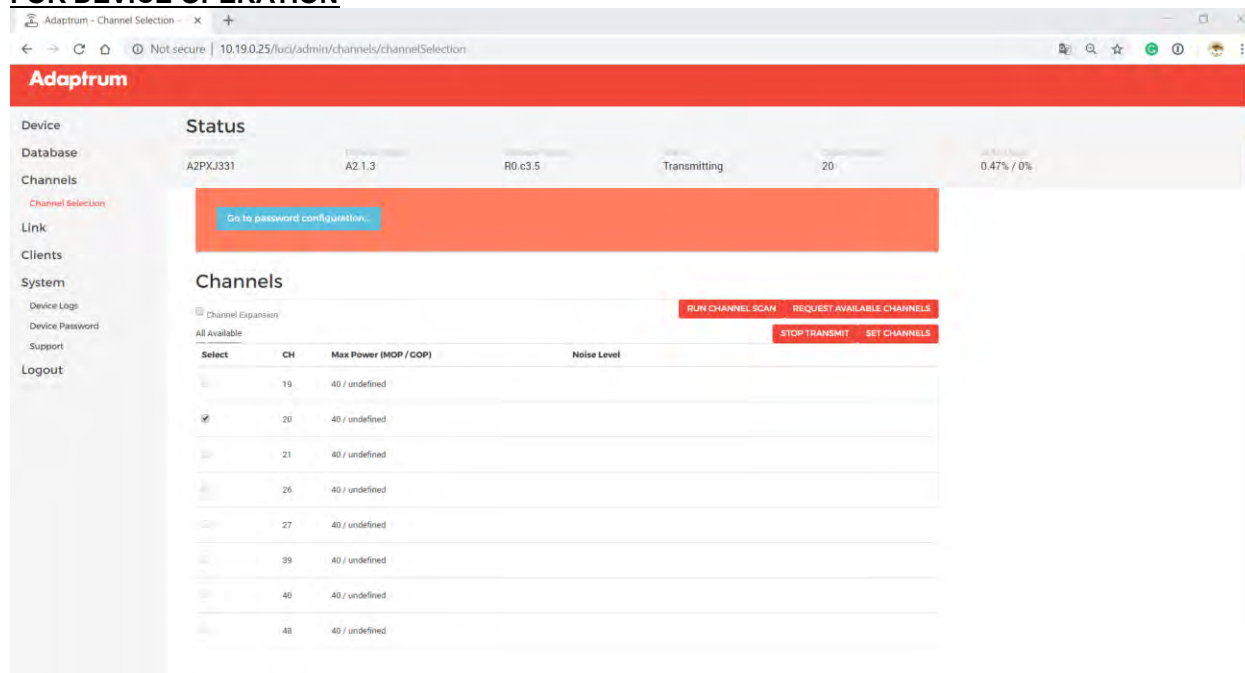 FOR DEVICE OPERATION
Adaptrum - Channel Selection -
Not secure | 10.19.0.25/luci/admin/channels/channelSelection
Adaptrum
Device
Database
Channels
Channel Selection
Link
Clients
System
Device Logs
Device Password
Support
Logout
Status
A2PXJ331 A2.1.3 R0.c3.5 Transmitting 20 0.47% / 0%
Go to password configuration...
Channels
Channel Expansion
RUN CHANNEL SCAN REQUEST AVAILABLE CHANNELS
All Available
STOP TRANSMIT SET CHANNELS
Select CH Max Power (MOP / COP) Noise Level
19 40 / undefined
20 40 / undefined
21 40 / undefined
26 40 / undefined
27 40 / undefined
39 40 / undefined
40 40 / undefined
48 40 / undefined